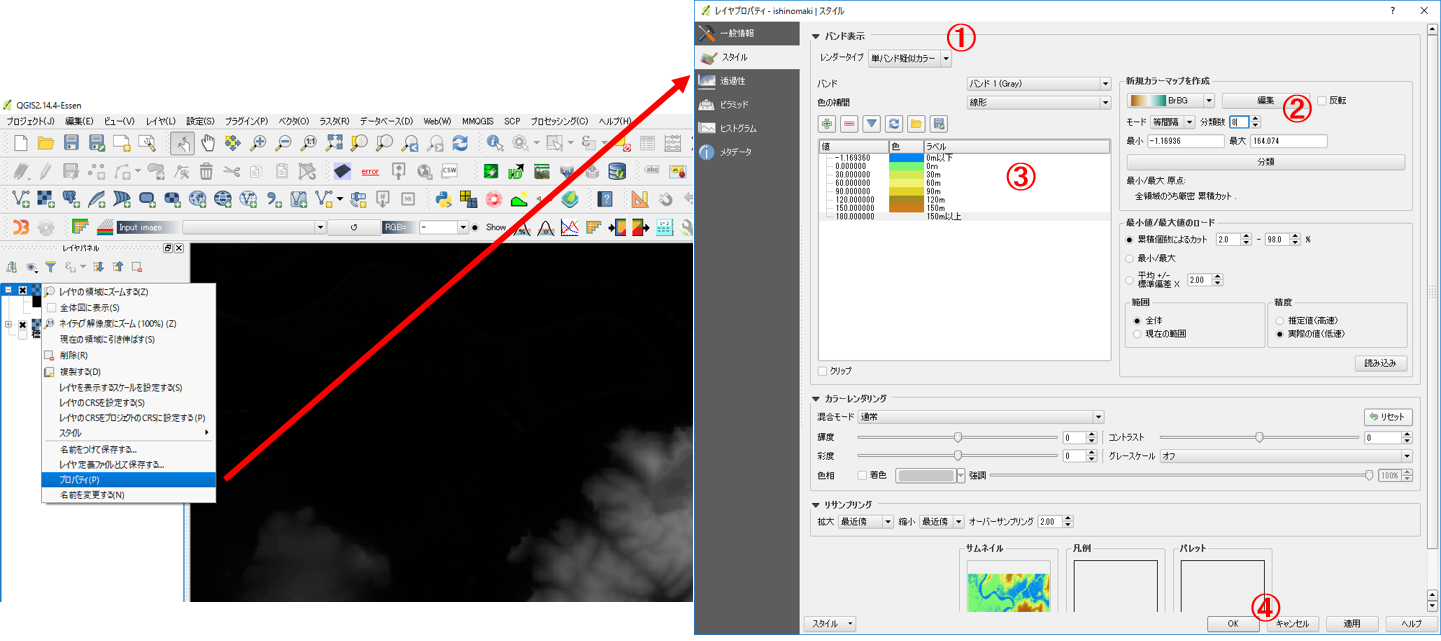 QGIS2.14.4-Essen
プロジェクト(J) 編集(E) ビュー(V) レイヤ(L) 設定(S) プラグイン(P) ベクタ(O) ラスタ(R) データベース(D) Web(W) MMQGIS SCP プロセッシング(C) ヘルプ(H)
error
CSW
abc
Input image
RGB=
-
Show
レイヤパネル
レイヤの領域にズームする(Z)
全体図に表示(S)
ネイティブ解像度にズーム (100%) (Z)
現在の領域に引き伸ばす(S)
削除(R)
複製する(D)
レイヤを表示するスケールを設定する(S)
レイヤのCRSを設定する(S)
レイヤのCRSをプロジェクトのCRSに設定する (P)
スタイル
名前をつけて保存する...
レイヤ定義ファイルとして保存する...
プロパティ(P)
名前を変更する(N)
レイヤプロパティ - ishinomaki | スタイル
一般情報
スタイル
透過性
ピラミッド
ヒストグラム
メタデータ
バンド表示
①
レンダータイプ 単バンド疑似カラー
バンド バンド 1 (Gray)
色の補間 線形
値 色 ラベル
-1.169360 0m以下
0.000000 0m
30.000000 30m
60.000000 60m
90.000000 90m
120.000000 120m
150.000000 150m
180.000000 150m以上
③
クリップ
新規カラーマップを作成
BrBG 編集 反転
②
モード 等間隔 分類数 8
最小 -1.16936 最大 164.074
分類
最小/最大 原点:
全領域のうち厳密 累積カット .
最小値/最大値のロード
累積個数によるカット 2.0 - 98.0 %
最小/最大
平均 +/-
標準偏差 × 2.00
範囲
全体
現在の範囲
精度
推定値(高速)
実際の値(低速)
読み込み
カラーレンダリング
混合モード 通常 リセット
輝度 0 コントラスト 0
彩度 0 グレースケール オフ
色相 着色 強調 100%
リサンプリング
拡大 最近傍 縮小 最近傍 オーバーサンプリング 2.00
サムネイル 凡例 パレット
④
スタイル OK キャンセル 適用 ヘルプ